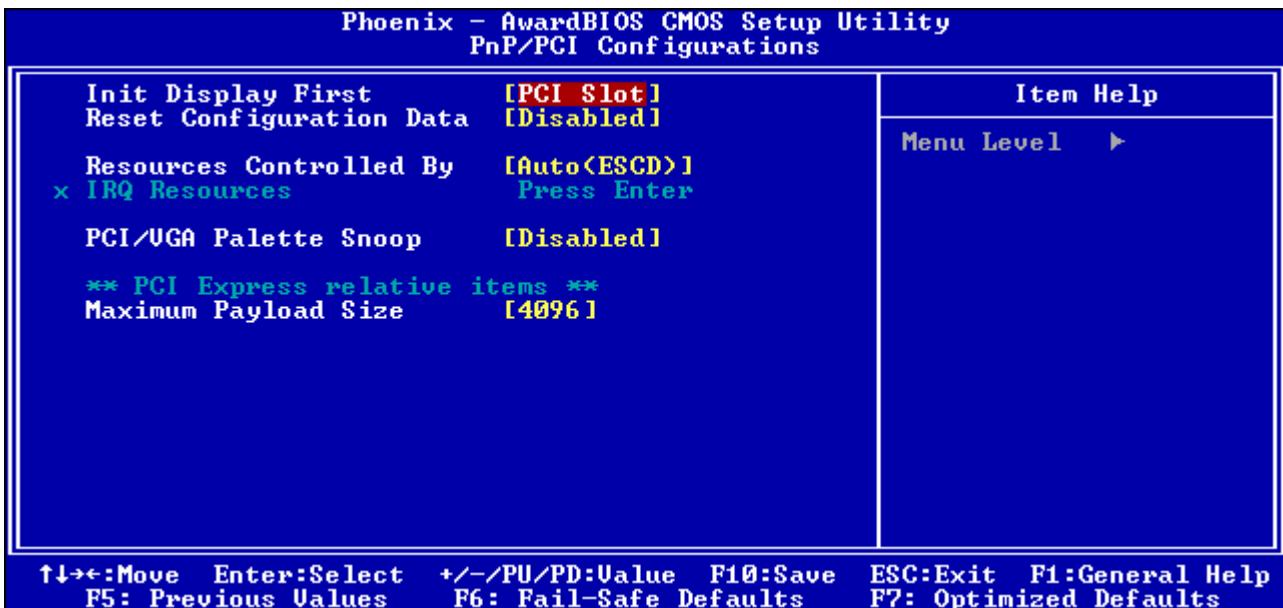 Phoenix - AwardBIOS CMOS Setup Utility
PnP/PCI Configurations
Init Display First [PCI Slot]
Reset Configuration Data [Disabled]
Resources Controlled By [Auto(ESCD)]
x IRQ Resources Press Enter
PCI/VGA Palette Snoop [Disabled]
** PCI Express relative items **
Maximum Payload Size [4096]
Item Help
Menu Level ►
↑↓→←:Move Enter:Select +/-/PU/PD:Value F10:Save ESC:Exit F1:General Help
F5: Previous Values F6: Fail-Safe Defaults F7: Optimized Defaults